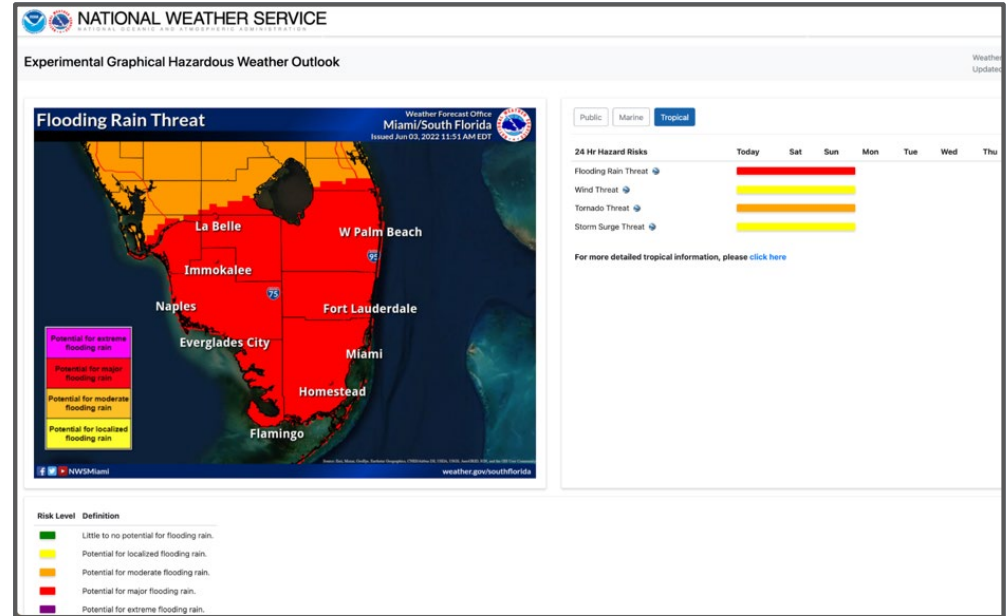 NATIONAL WEATHER SERVICE
NATIONAL OCEANIC AND ATMOSPHERIC ADMINISTRATION
Experimental Graphical Hazardous Weather Outlook
Weather
Updated
Flooding Rain Threat
Weather Forecast Office
Miami/South Florida
Issued Jun 03, 2022 11:51 AM EDT
La Belle
W Palm Beach
95
Immokalee
75
Naples
Fort Lauderdale
Everglades City
Miami
Homestead
Flamingo
Potential for extreme
flooding rain
Potential for major
flooding rain
Potential for moderate
flooding rain
Potential for localized
flooding rain
NWSMiami
weather.gov/southflorida
Public Marine Tropical
24 Hr Hazard Risks Today Sat Sun Mon Tue Wed Thu
Flooding Rain Threat
Wind Threat
Tornado Threat
Storm Surge Threat
For more detailed tropical information, please click here
Risk Level Definition
Little to no potential for flooding rain.
Potential for localized flooding rain.
Potential for moderate flooding rain.
Potential for major flooding rain.
Potential for extreme flooding rain.